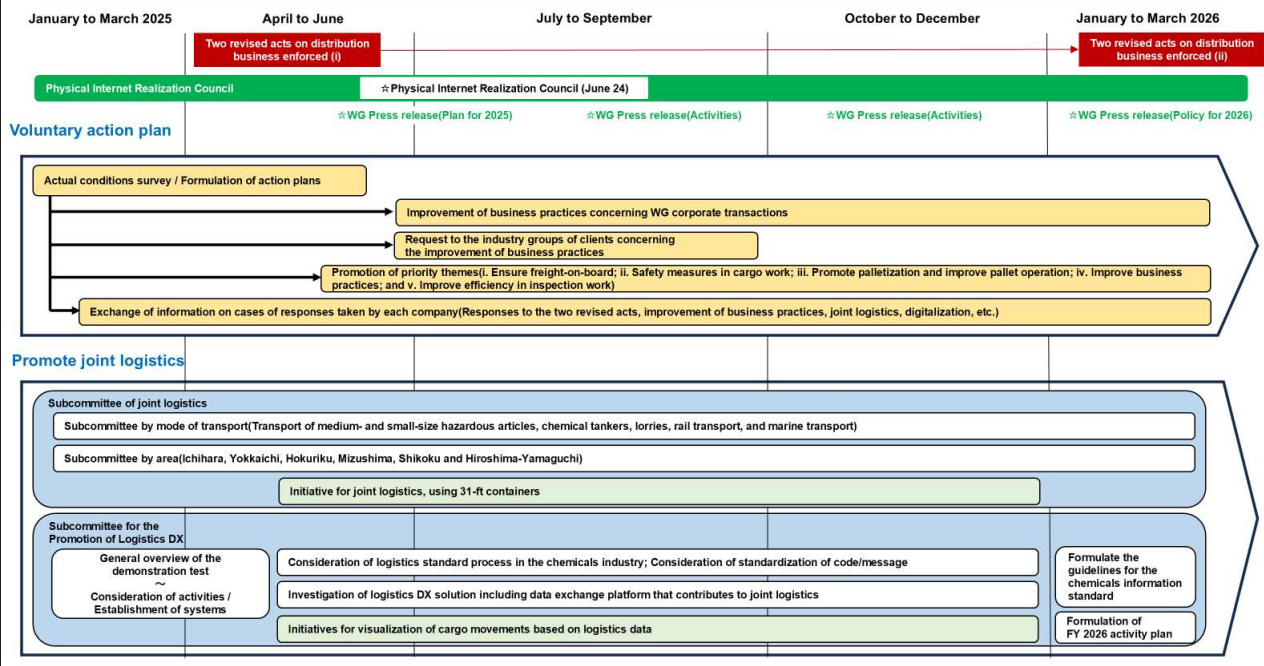 January to March 2025
April to June
July to September
October to December
January to March 2026
Two revised acts on distribution
business enforced (i)
Two revised acts on distribution
business enforced (ii)
Physical Internet Realization Council
☆Physical Internet Realization Council (June 24)
☆WG Press release(Plan for 2025)
☆WG Press release(Activities)
☆WG Press release(Activities)
☆WG Press release(Policy for 2026)
Voluntary action plan
Actual conditions survey / Formulation of action plans
Improvement of business practices concerning WG corporate transactions
Request to the industry groups of clients concerning
the improvement of business practices
Promotion of priority themes(i. Ensure freight-on-board; ii. Safety measures in cargo work; iii. Promote palletization and improve pallet operation; iv. Improve business
practices; and v. Improve efficiency in inspection work)
Exchange of information on cases of responses taken by each company(Responses to the two revised acts, improvement of business practices, joint logistics, digitalization, etc.)
Promote joint logistics
Subcommittee of joint logistics
Subcommittee by mode of transport(Transport of medium- and small-size hazardous articles, chemical tankers, lorries, rail transport, and marine transport)
Subcommittee by area(Ichihara, Yokkaichi, Hokuriku, Mizushima, Shikoku and Hiroshima-Yamaguchi)
Initiative for joint logistics, using 31-ft containers
Subcommittee for the
Promotion of Logistics DX
General overview of the
demonstration test
～
Consideration of activities /
Establishment of systems
Consideration of logistics standard process in the chemicals industry; Consideration of standardization of code/message
Investigation of logistics DX solution including data exchange platform that contributes to joint logistics
Initiatives for visualization of cargo movements based on logistics data
Formulate the
guidelines for the
chemicals information
standard
Formulation of
FY 2026 activity plan